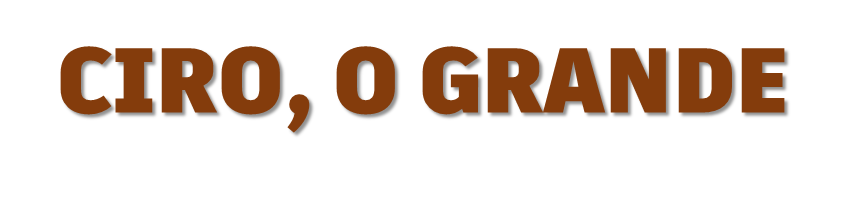 CIRO, O GRANDE